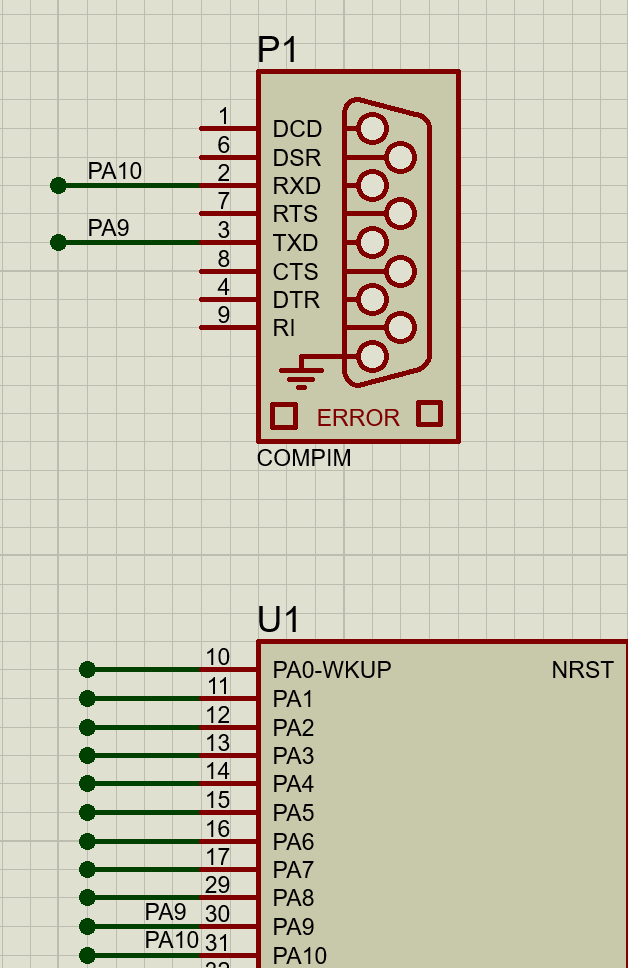 P1
1 DCD
6 DSR
PA10 2 RXD
7 RTS
PA9 3 TXD
8 CTS
4 DTR
9 RI
ERROR
COMPIM
U1
10 PA0-WKUP NRST
11 PA1
12 PA2
13 PA3
14 PA4
15 PA5
16 PA6
17 PA7
29 PA8
PA9 30 PA9
PA10 31 PA10